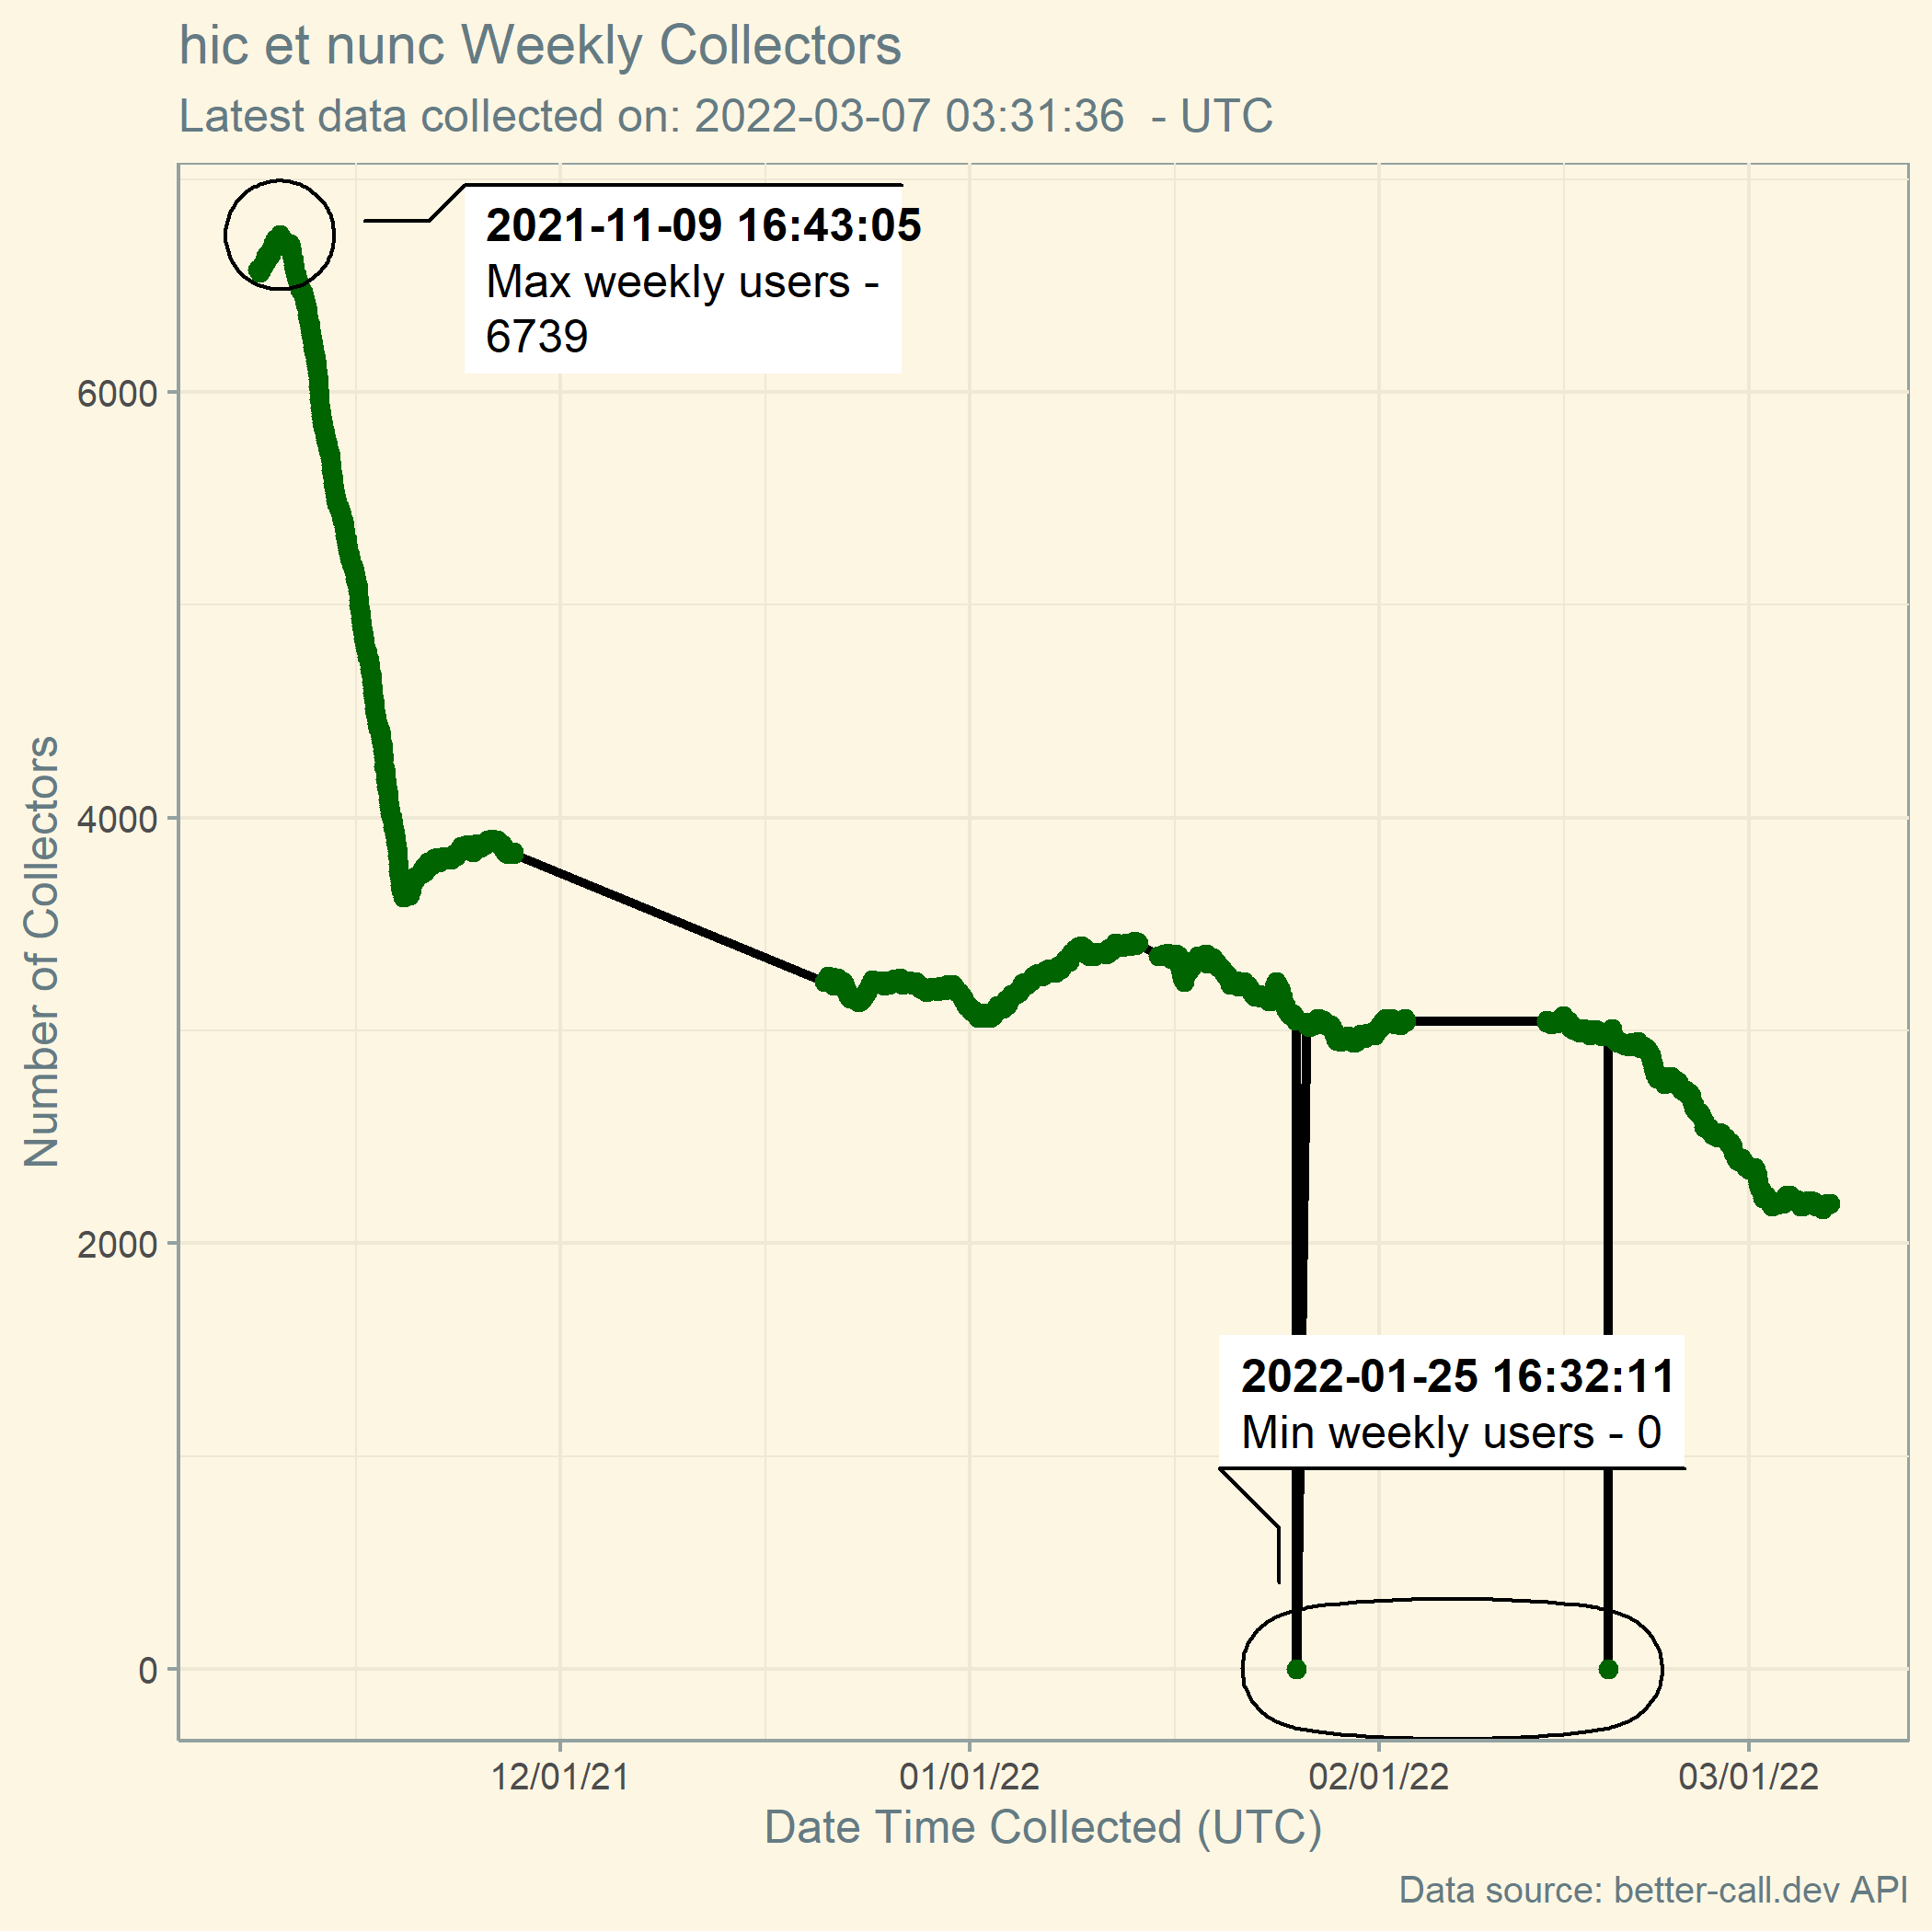 hic et nunc Weekly Collectors
Latest data collected on: 2022-03-07 03:31:36  - UTC
2021-11-09 16:43:05
Max weekly users -
6739
6000
4000
2000
0
Number of Collectors
2022-01-25 16:32:11
Min weekly users - 0
12/01/21
01/01/22
02/01/22
03/01/22
Date Time Collected (UTC)
Data source: better-call.dev API